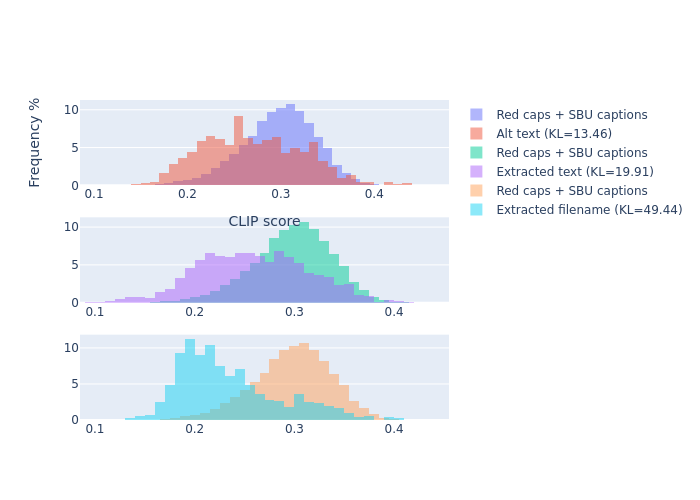 Frequency %
10
5
0
0.1 0.2 0.3 0.4
CLIP score
10
5
0
0.1 0.2 0.3 0.4
10
5
0
0.1 0.2 0.3 0.4
Red caps + SBU captions
Alt text (KL=13.46)
Red caps + SBU captions
Extracted text (KL=19.91)
Red caps + SBU captions
Extracted filename (KL=49.44)